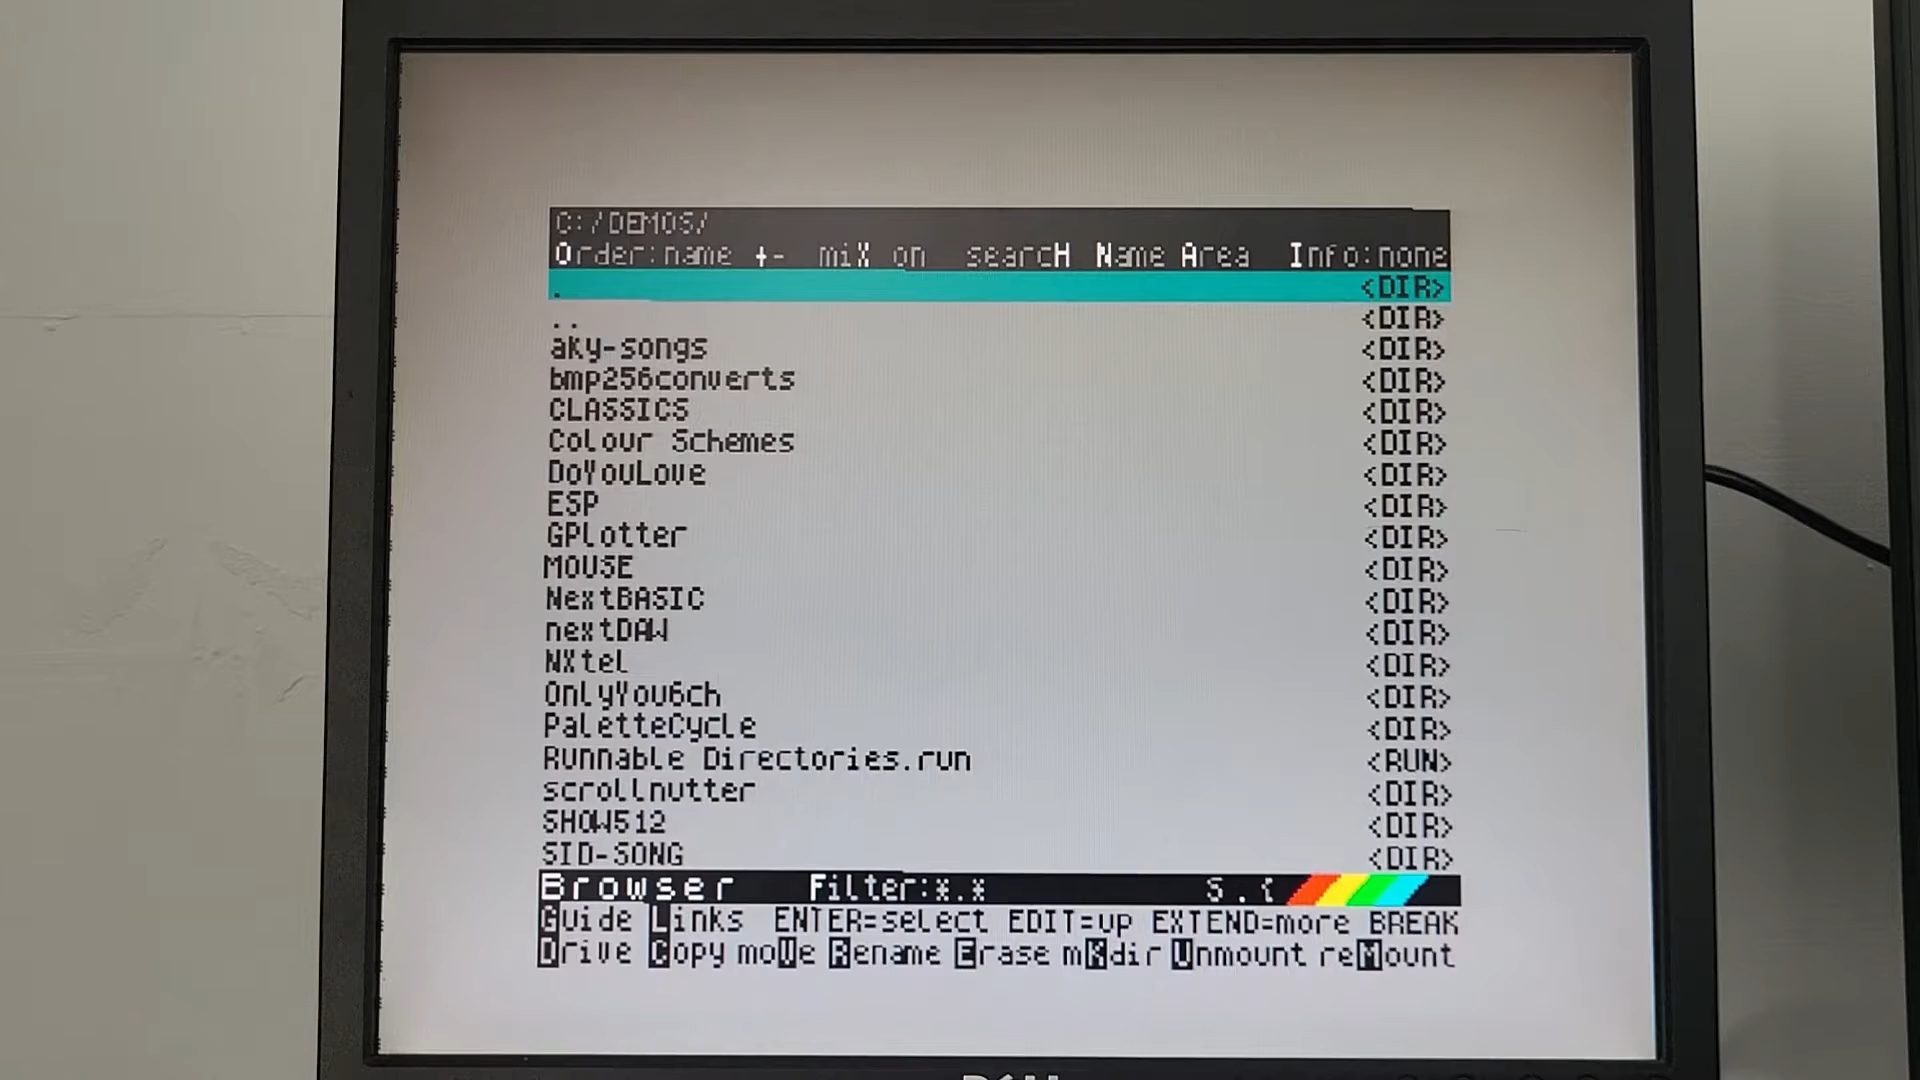 C:/DEMOS/
Order:name +- miX on searcH Name Area Info:none
. <DIR>
.. <DIR>
aky-songs <DIR>
bmp256converts <DIR>
CLASSICS <DIR>
Colour Schemes <DIR>
DoYouLove <DIR>
ESP <DIR>
GPlotter <DIR>
MOUSE <DIR>
NextBASIC <DIR>
nextDAW <DIR>
NXtel <DIR>
OnlyYou6ch <DIR>
PaletteCycle <DIR>
Runnable Directories.run <RUN>
scrollnutter <DIR>
SHOW512 <DIR>
SID-SONG <DIR>
Browser Filter:*.*
Guide Links ENTER=select EDIT=up EXTEND=more BREAK
Drive Copy moVe Rename Erase mKdir Unmount reMount